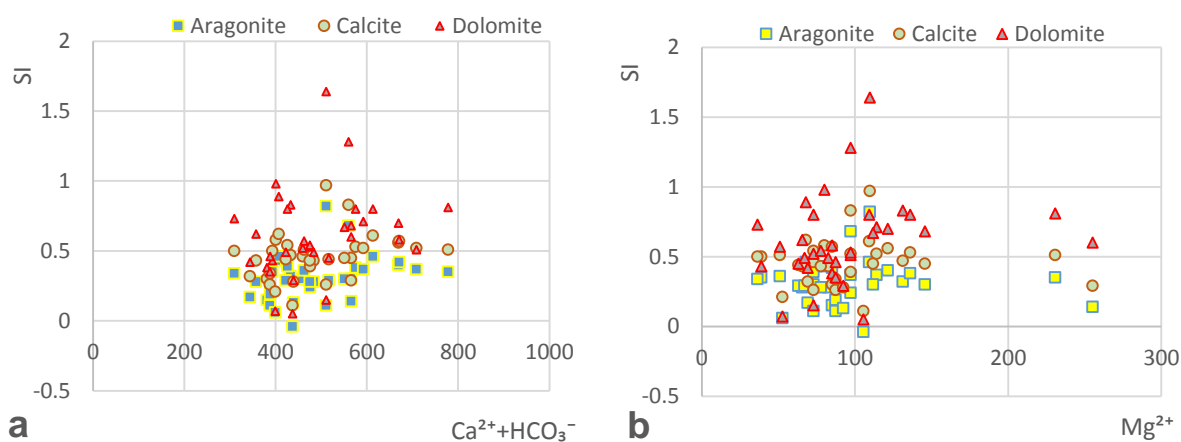 Aragonite Calcite Dolomite
SI
2
1.5
1
0.5
0
-0.5
0 200 400 600 800 1000
a
Ca²⁺+HCO₃⁻
Aragonite Calcite Dolomite
SI
2
1.5
1
0.5
0
-0.5
0 100 200 300
b
Mg²⁺